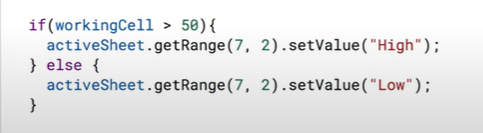 if(workingCell > 50){
  activeSheet.getRange(7, 2).setValue("High");
} else {
  activeSheet.getRange(7, 2).setValue("Low");
}